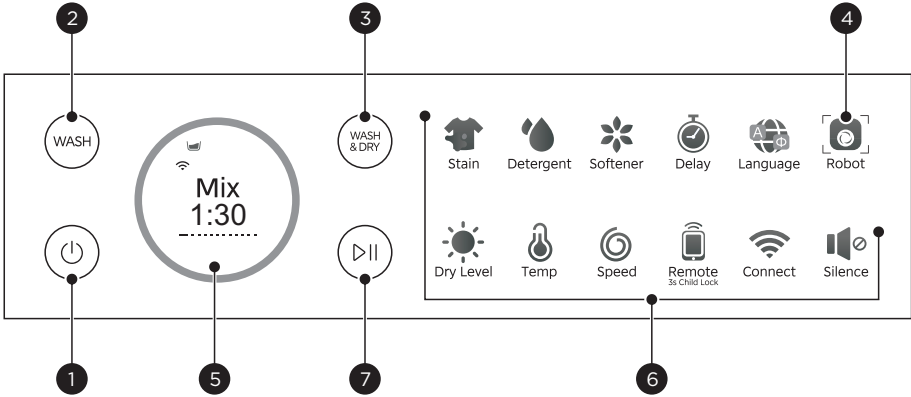 2
3
4
WASH
WASH
& DRY
Mix
1:30
Stain
Detergent
Softener
Delay
A
Language
Robot
Dry Level
Temp
Speed
Remote
3s Child Lock
Connect
Silence
1
5
7
6